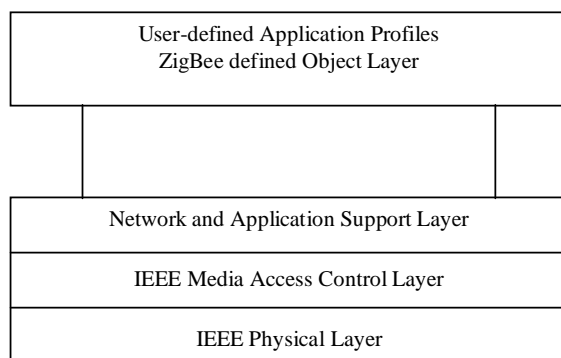 User-defined Application Profiles
ZigBee defined Object Layer
Network and Application Support Layer
IEEE Media Access Control Layer
IEEE Physical Layer